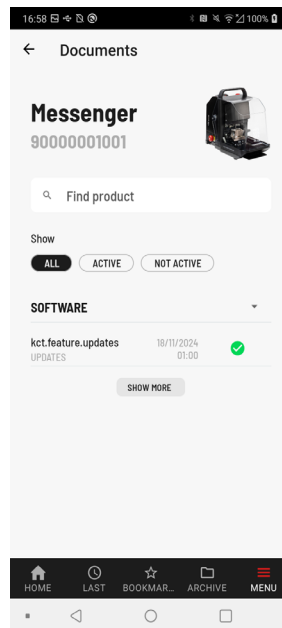 16:58
100%
Documents
Messenger
90000001001
Find product
Show
ALL ACTIVE NOT ACTIVE
SOFTWARE
kct.feature.updates 18/11/2024
UPDATES 01:00
SHOW MORE
HOME LAST BOOKMAR... ARCHIVE MENU